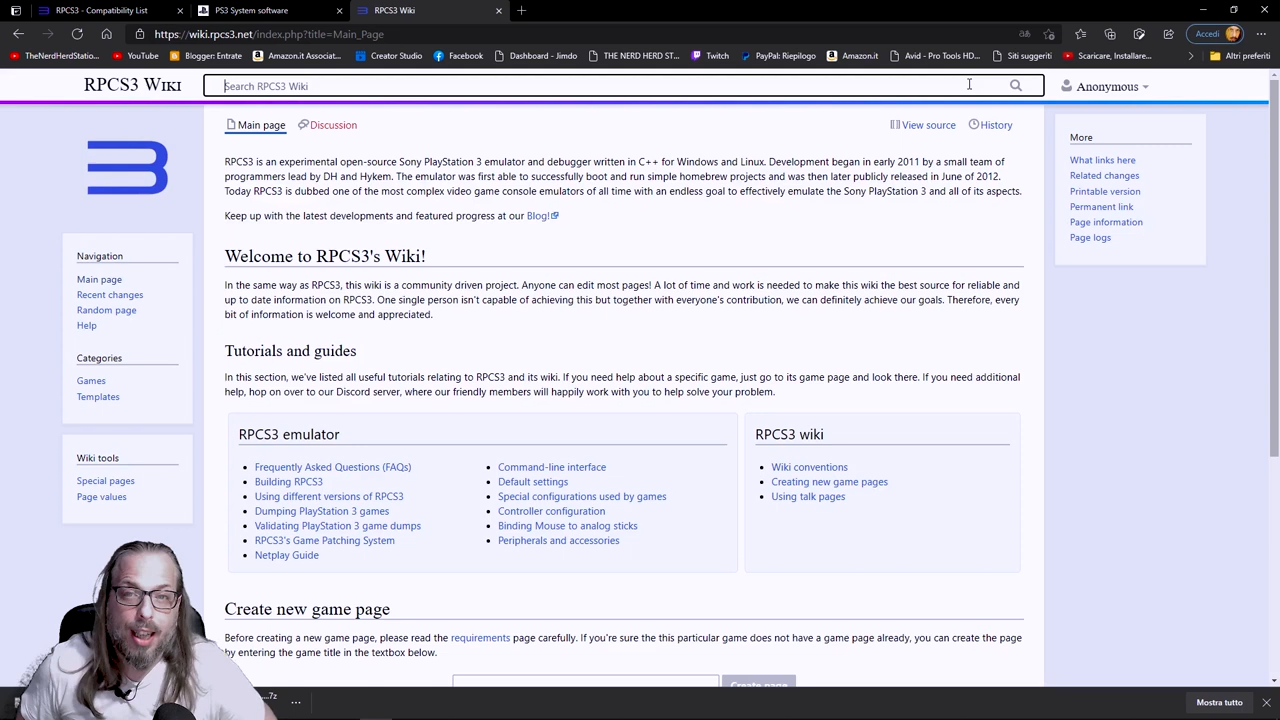 RPCS3 - Compatibility List
PS3 System software
RPCS3 Wiki
https://wiki.rpcs3.net/index.php?title=Main_Page
Accedi
TheNerdHerdStation...
YouTube
Blogger: Entrate
Amazon.it Associat...
Creator Studio
Facebook
Dashboard – Jimdo
THE NERD HERD ST...
Twitch
PayPal: Riepilogo
Amazon.it
Avid - Pro Tools HD...
Siti suggeriti
Scaricare, Installare...
Altri preferiti
RPCS3 Wiki
Search RPCS3 Wiki
Anonymous
Main page
Discussion
View source
History
RPCS3 is an experimental open-source Sony PlayStation 3 emulator and debugger written in C++ for Windows and Linux. Development began in early 2011 by a small team of
programmers lead by DH and Hykem. The emulator was first able to successfully boot and run simple homebrew projects and was then later publicly released in June of 2012.
Today RPCS3 is dubbed one of the most complex video game console emulators of all time with an endless goal to effectively emulate the Sony PlayStation 3 and all of its aspects.
Keep up with the latest developments and featured progress at our Blog!
Welcome to RPCS3's Wiki!
In the same way as RPCS3, this wiki is a community driven project. Anyone can edit most pages! A lot of time and work is needed to make this wiki the best source for reliable and
up to date information on RPCS3. One single person isn't capable of achieving this but together with everyone's contribution, we can definitely achieve our goals. Therefore, every
bit of information is welcome and appreciated.
Tutorials and guides
In this section, we've listed all useful tutorials relating to RPCS3 and its wiki. If you need help about a specific game, just go to its game page and look there. If you need additional
help, hop on over to our Discord server, where our friendly members will happily work with you to help solve your problem.
RPCS3 emulator
Frequently Asked Questions (FAQs)
Building RPCS3
Using different versions of RPCS3
Dumping PlayStation 3 games
Validating PlayStation 3 game dumps
RPCS3's Game Patching System
Netplay Guide
Command-line interface
Default settings
Special configurations used by games
Controller configuration
Binding Mouse to analog sticks
Peripherals and accessories
RPCS3 wiki
Wiki conventions
Creating new game pages
Using talk pages
Create new game page
Before creating a new game page, please read the requirements page carefully. If you're sure the this particular game does not have a game page already, you can create the page
by entering the game title in the textbox below.
Create page
Navigation
Main page
Recent changes
Random page
Help
Categories
Games
Templates
Wiki tools
Special pages
Page values
More
What links here
Related changes
Printable version
Permanent link
Page information
Page logs
...7z
Mostra tutto